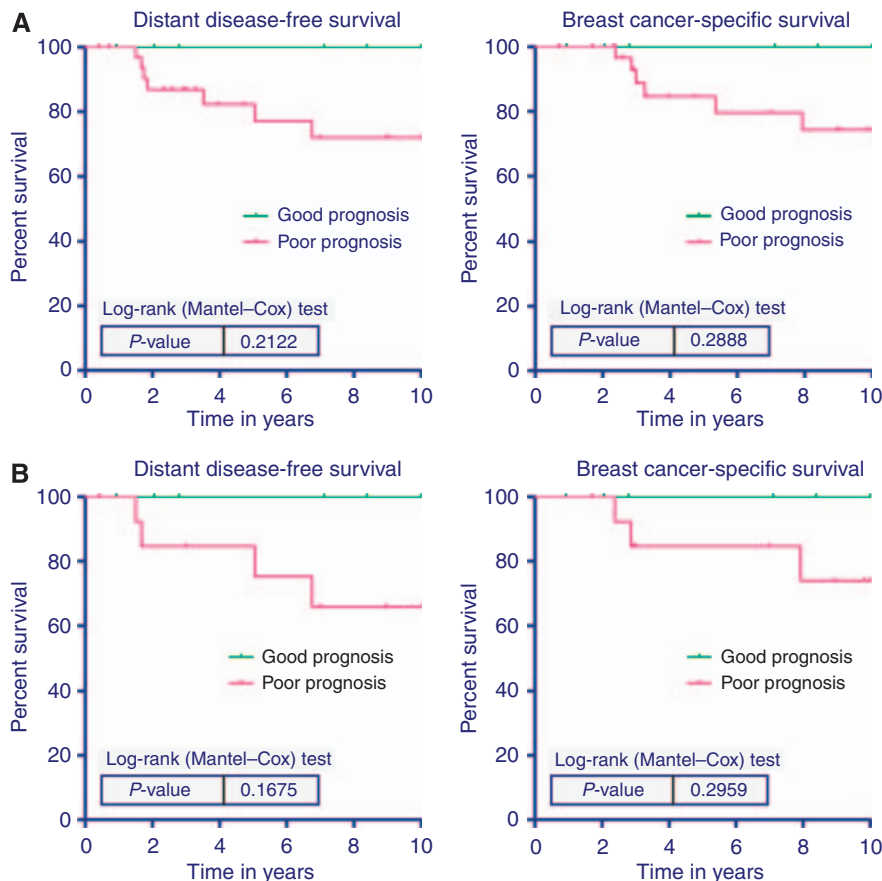 A
Distant disease-free survival
Percent survival
100
80
60
40
20
0
Good prognosis
Poor prognosis
Log-rank (Mantel–Cox) test
P-value 0.2122
0 2 4 6 8 10
Time in years
Breast cancer-specific survival
Percent survival
100
80
60
40
20
0
Good prognosis
Poor prognosis
Log-rank (Mantel–Cox) test
P-value 0.2888
0 2 4 6 8 10
Time in years
B
Distant disease-free survival
Percent survival
100
80
60
40
20
0
Good prognosis
Poor prognosis
Log-rank (Mantel–Cox) test
P-value 0.1675
0 2 4 6 8 10
Time in years
Breast cancer-specific survival
Percent survival
100
80
60
40
20
0
Good prognosis
Poor prognosis
Log-rank (Mantel–Cox) test
P-value 0.2959
0 2 4 6 8 10
Time in years